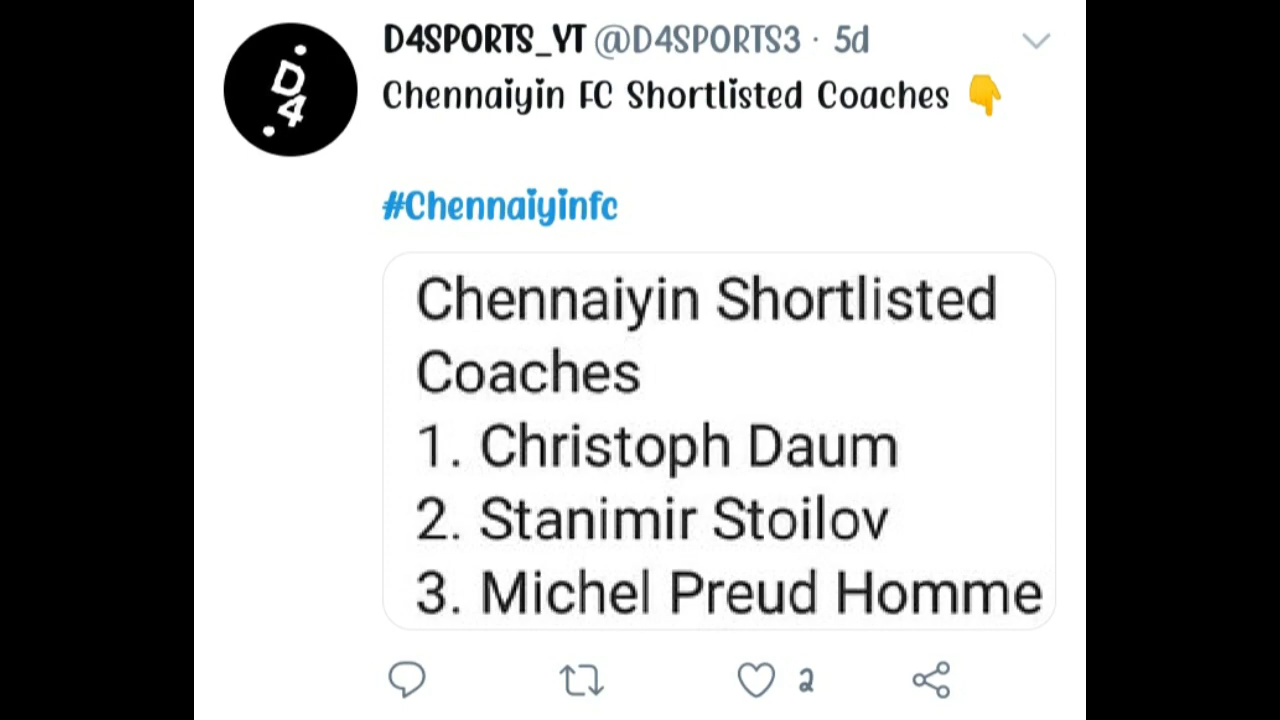 D4
D4SPORTS_YT @D4SPORTS3 · 5d
Chennaiyin FC Shortlisted Coaches 👇
#Chennaiyinfc
Chennaiyin Shortlisted
Coaches
1. Christoph Daum
2. Stanimir Stoilov
3. Michel Preud Homme
2